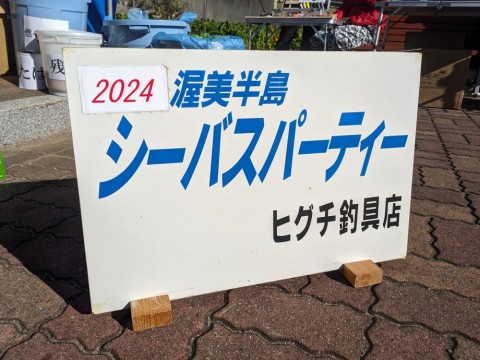 2024 渥美半島
シーバスパーティー
ヒグチ釣具店
残